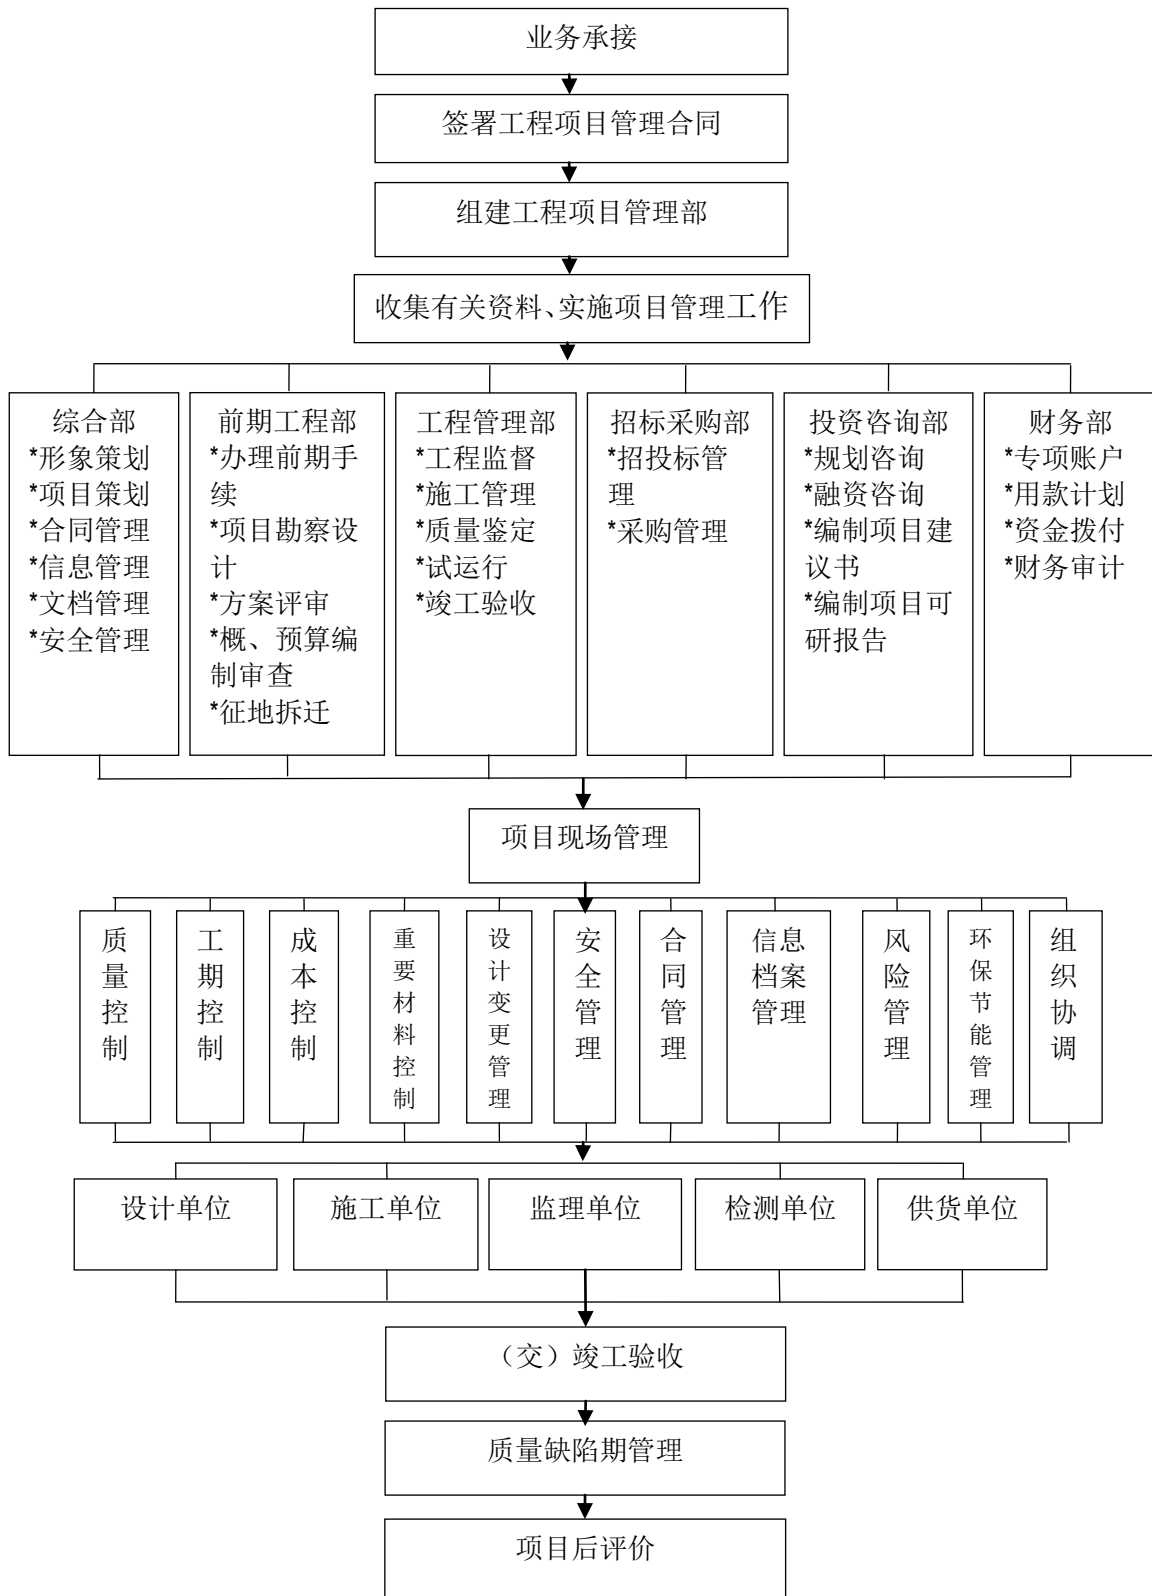 业务承接
签署工程项目管理合同
组建工程项目管理部
收集有关资料、实施项目管理工作
综合部
*形象策划
*项目策划
*合同管理
*信息管理
*文档管理
*安全管理
前期工程部
*办理前期手
续
*项目勘察设
计
*方案评审
*概、预算编
制审查
*征地拆迁
工程管理部
*工程监督
*施工管理
*质量鉴定
*试运行
*竣工验收
招标采购部
*招投标管
理
*采购管理
投资咨询部
*规划咨询
*融资咨询
*编制项目建
议书
*编制项目可
研报告
财务部
*专项账户
*用款计划
*资金拨付
*财务审计
项目现场管理
质量控制
工期控制
成本控制
重要材料控制
设计变更管理
安全管理
合同管理
信息
档案
管理
风险管理
环保节能管理
组织协调
设计单位
施工单位
监理单位
检测单位
供货单位
（交）竣工验收
质量缺陷期管理
项目后评价